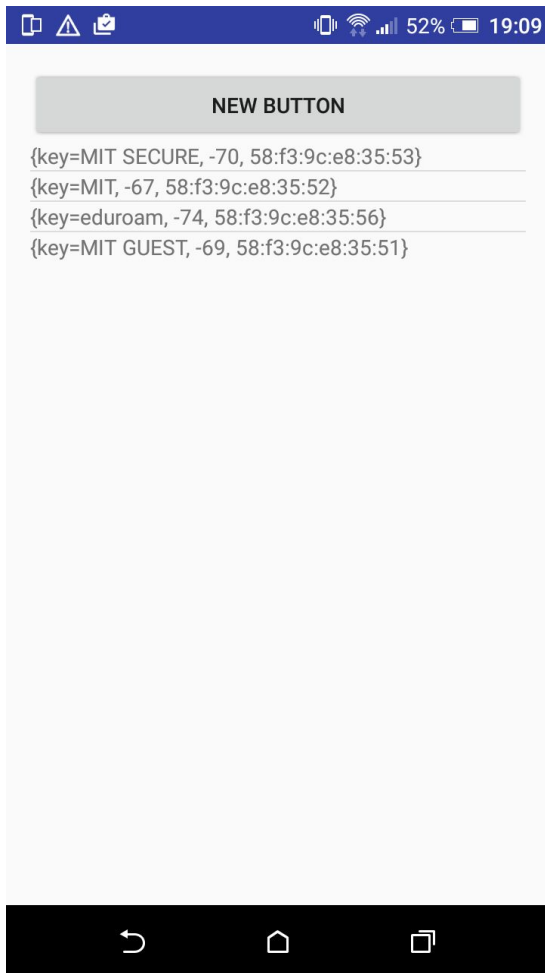 52% 19:09
NEW BUTTON
{key=MIT SECURE, -70, 58:f3:9c:e8:35:53}
{key=MIT, -67, 58:f3:9c:e8:35:52}
{key=eduroam, -74, 58:f3:9c:e8:35:56}
{key=MIT GUEST, -69, 58:f3:9c:e8:35:51}